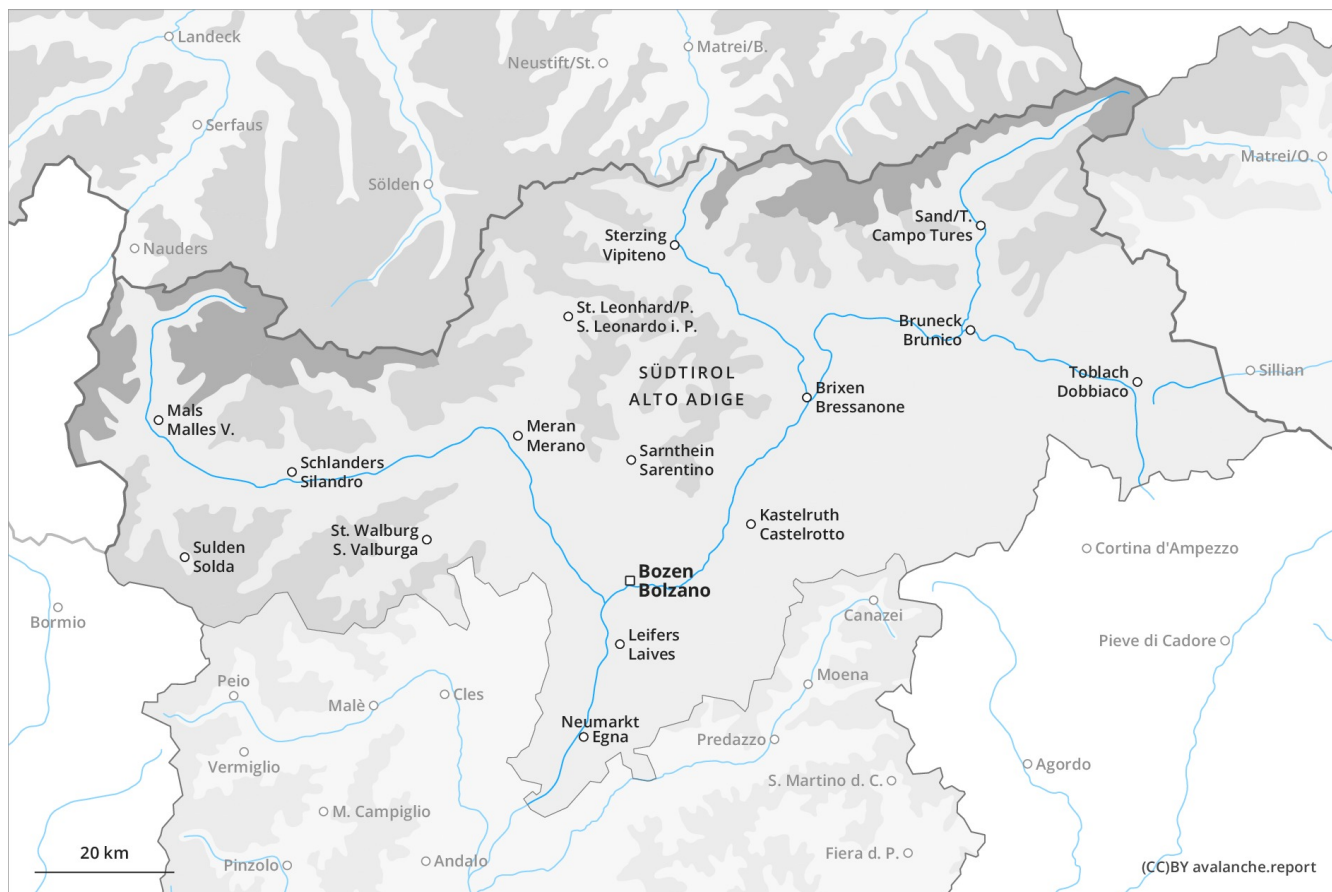 Landeck
Matrei/B.
Neustift/St.
Serfaus
Matrei/O.
Sölden
Sand/T.
Campo Tures
Nauders
Sterzing
Vipiteno
St. Leonhard/P.
S. Leonardo i. P.
Bruneck
Brunico
SÜDTIROL
ALTO ADIGE
Toblach
Dobbiaco
Sillian
Brixen
Bressanone
Mals
Malles V.
Meran
Merano
Schlanders
Silandro
Sarnthein
Sarentino
Kastelruth
Castelrotto
St. Walburg
S. Valburga
Sulden
Solda
Cortina d'Ampezzo
Bozen
Bolzano
Bormio
Canazei
Leifers
Laives
Pieve di Cadore
Peio
Moena
Malè
Cles
Neumarkt
Egna
Predazzo
Vermiglio
Agordo
S. Martino d. C.
M. Campiglio
20 km
Pinzolo
Andalo
Fiera d. P.
(CC)BY avalanche.report